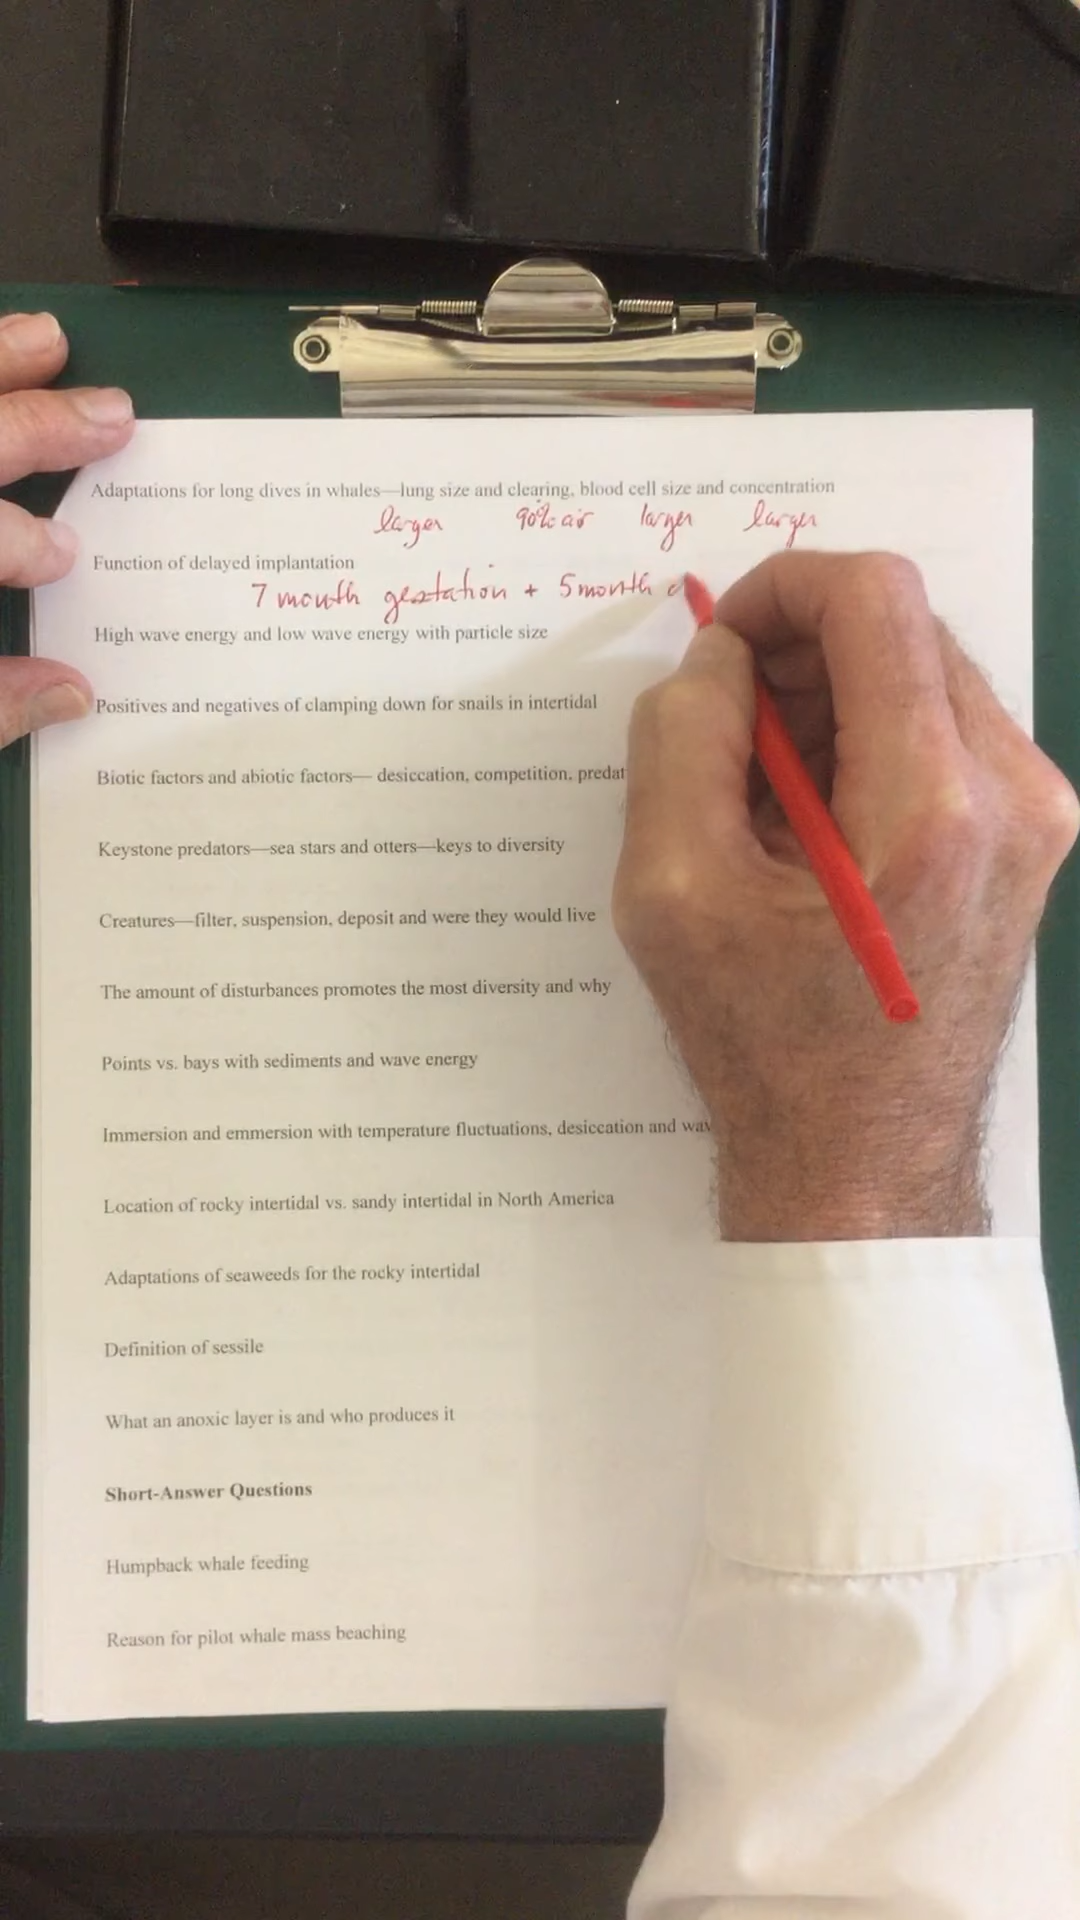 Adaptations for long dives in whales—lung size and clearing, blood cell size and concentration
larger 90% air larger larger
Function of delayed implantation
7 month gestation + 5 month
High wave energy and low wave energy with particle size
Positives and negatives of clamping down for snails in intertidal
Biotic factors and abiotic factors— desiccation, competition, predat
Keystone predators—sea stars and otters—keys to diversity
Creatures—filter, suspension, deposit and were they would live
The amount of disturbances promotes the most diversity and why
Points vs. bays with sediments and wave energy
Immersion and emmersion with temperature fluctuations, desiccation and wav
Location of rocky intertidal vs. sandy intertidal in North America
Adaptations of seaweeds for the rocky intertidal
Definition of sessile
What an anoxic layer is and who produces it
Short-Answer Questions
Humpback whale feeding
Reason for pilot whale mass beaching